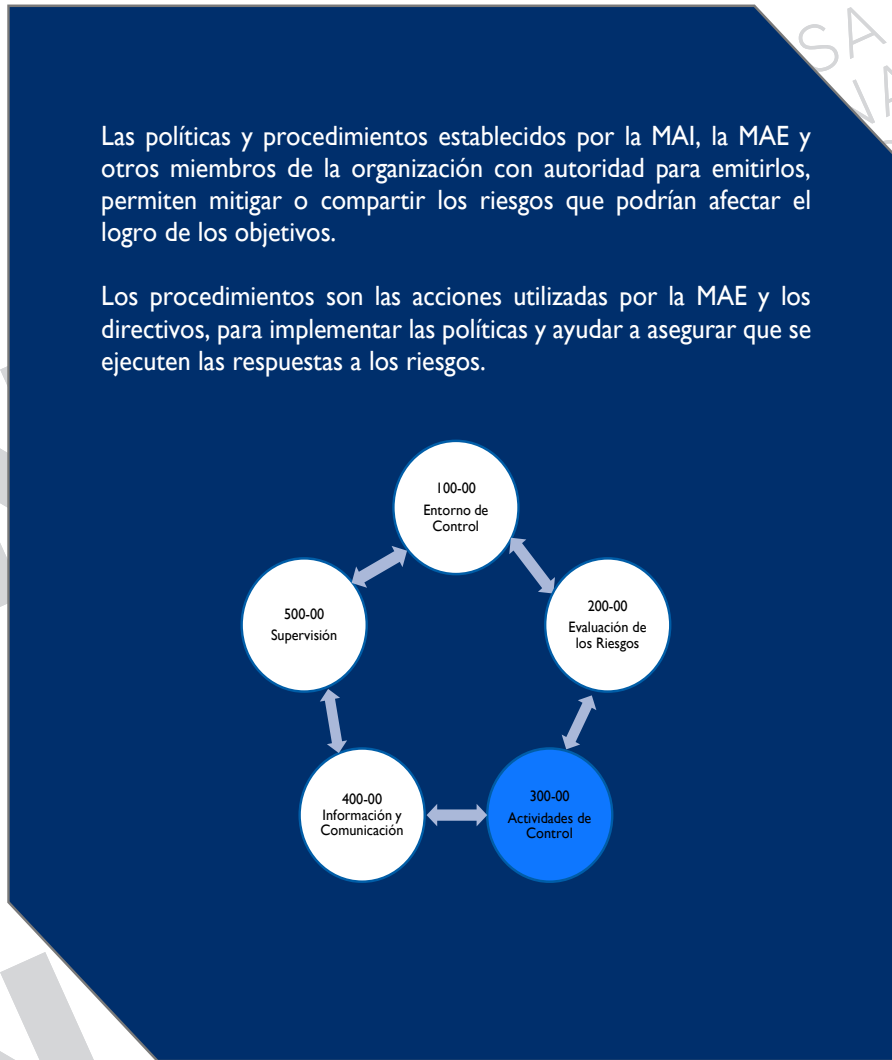 Las políticas y procedimientos establecidos por la MAI, la MAE y
otros miembros de la organización con autoridad para emitirlos,
permiten mitigar o compartir los riesgos que podrían afectar el
logro de los objetivos.
Los procedimientos son las acciones utilizadas por la MAE y los
directivos, para implementar las políticas y ayudar a asegurar que se
ejecuten las respuestas a los riesgos.
100-00
Entorno de
Control
200-00
Evaluación de
los Riesgos
300-00
Actividades de
Control
400-00
Información y
Comunicación
500-00
Supervisión